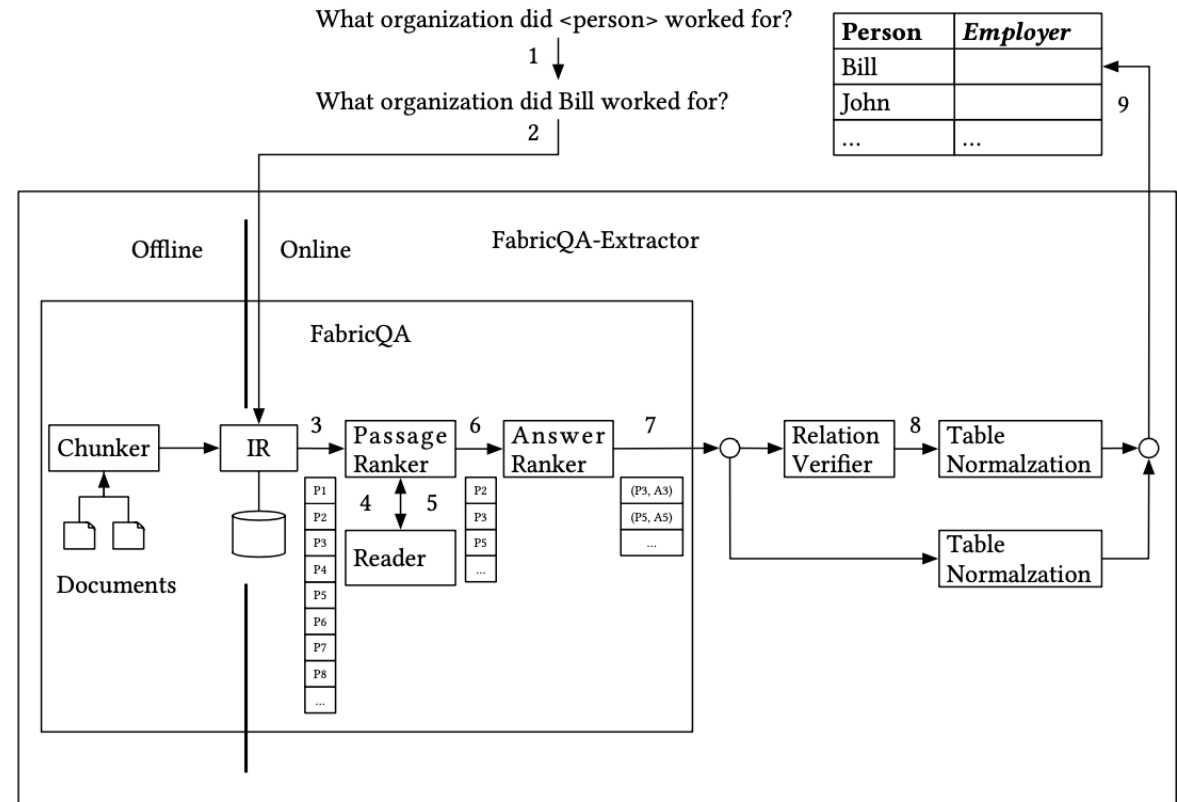 What organization did <person> worked for?
1
What organization did Bill worked for?
2
Person Employer
Bill
John
... ...
9
Offline Online
FabricQA-Extractor
FabricQA
Chunker
Documents
IR
3
P1
P2
P3
P4
P5
P6
P7
P8
...
Passage
Ranker
4 5
Reader
6
P2
P3
P5
...
Answer
Ranker
7
(P3, A3)
(P5, A5)
...
Relation
Verifier
8
Table
Normalzation
Table
Normalzation